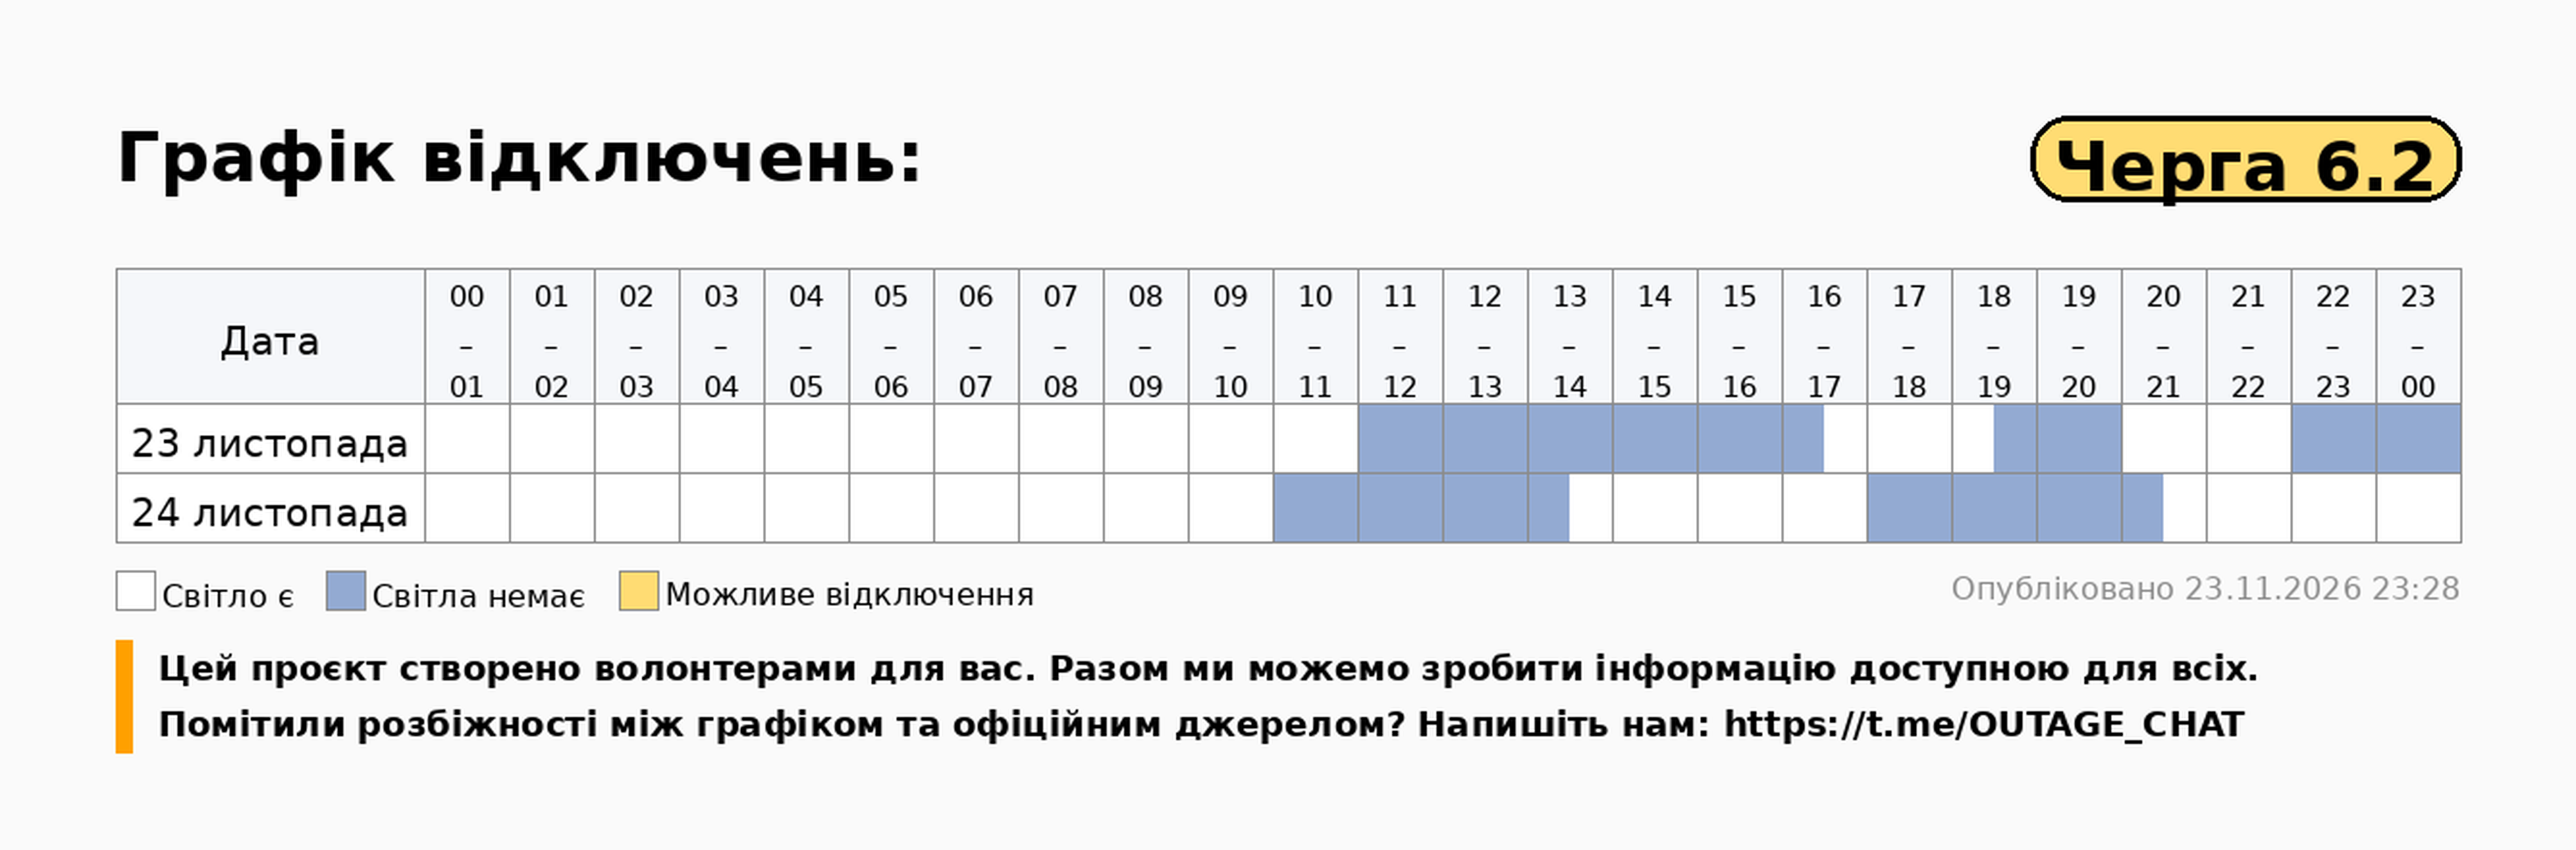 Графік відключень:
Черга 6.2
Дата 00 – 01 01 – 02 02 – 03 03 – 04 04 – 05 05 – 06 06 – 07 07 – 08 08 – 09 09 – 10 10 – 11 11 – 12 12 – 13 13 – 14 14 – 15 15 – 16 16 – 17 17 – 18 18 – 19 19 – 20 20 – 21 21 – 22 22 – 23 23 – 00
23 листопада
24 листопада
Світло є Світла немає Можливе відключення
Опубліковано 23.11.2026 23:28
Цей проєкт створено волонтерами для вас. Разом ми можемо зробити інформацію доступною для всіх.
Помітили розбіжності між графіком та офіційним джерелом? Напишіть нам: https://t.me/OUTAGE_CHAT